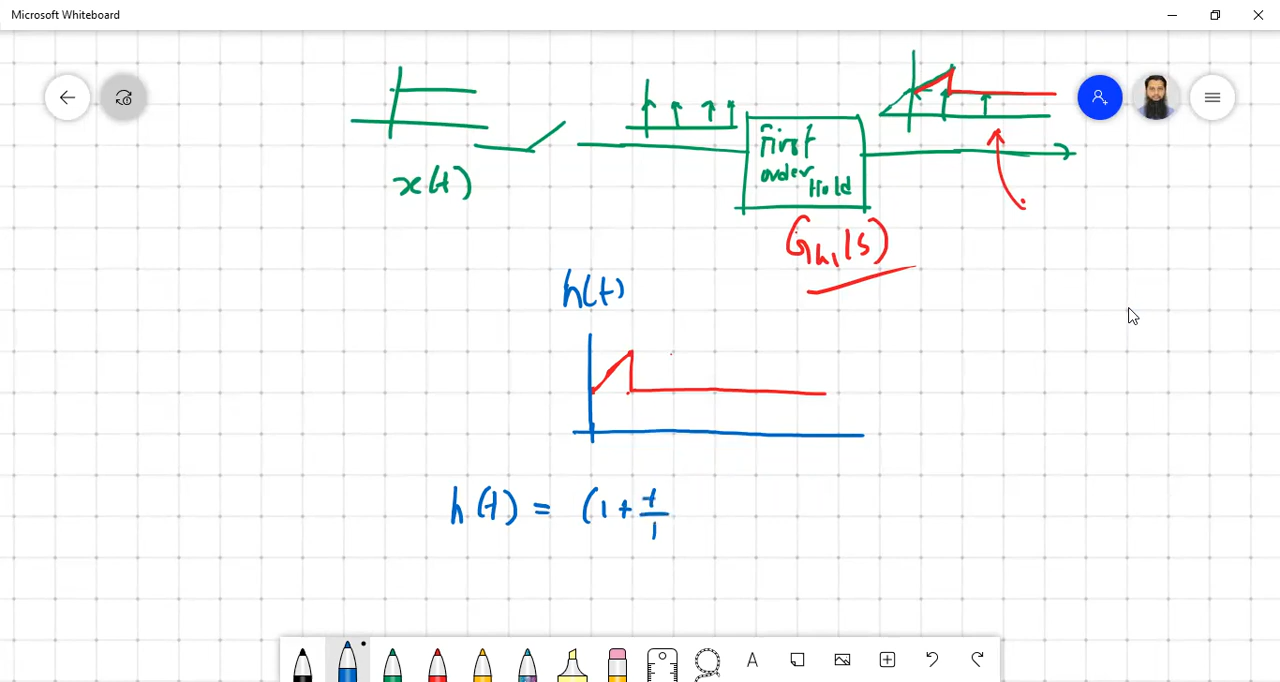 Microsoft Whiteboard
x(t)
First
order
Hold
Gh1(s)
h(t)
h(t) = (1 + t/1
A